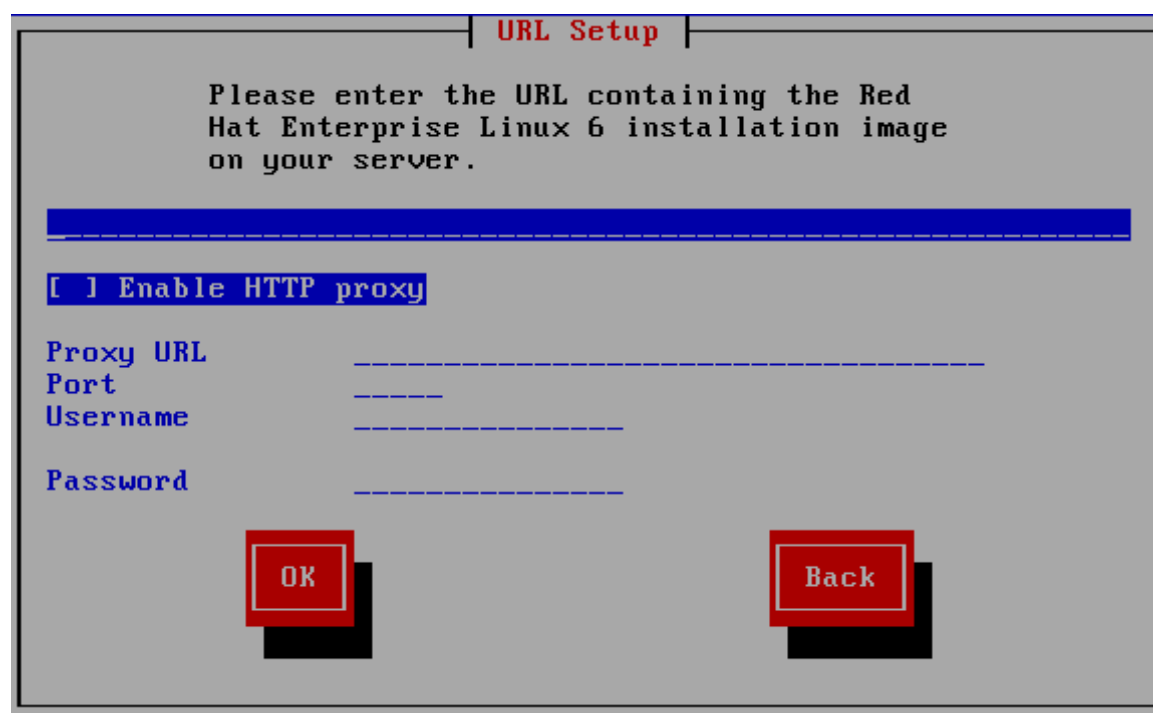 URL Setup
Please enter the URL containing the Red
Hat Enterprise Linux 6 installation image
on your server.
[ ] Enable HTTP proxy
Proxy URL
Port
Username
Password
OK Back